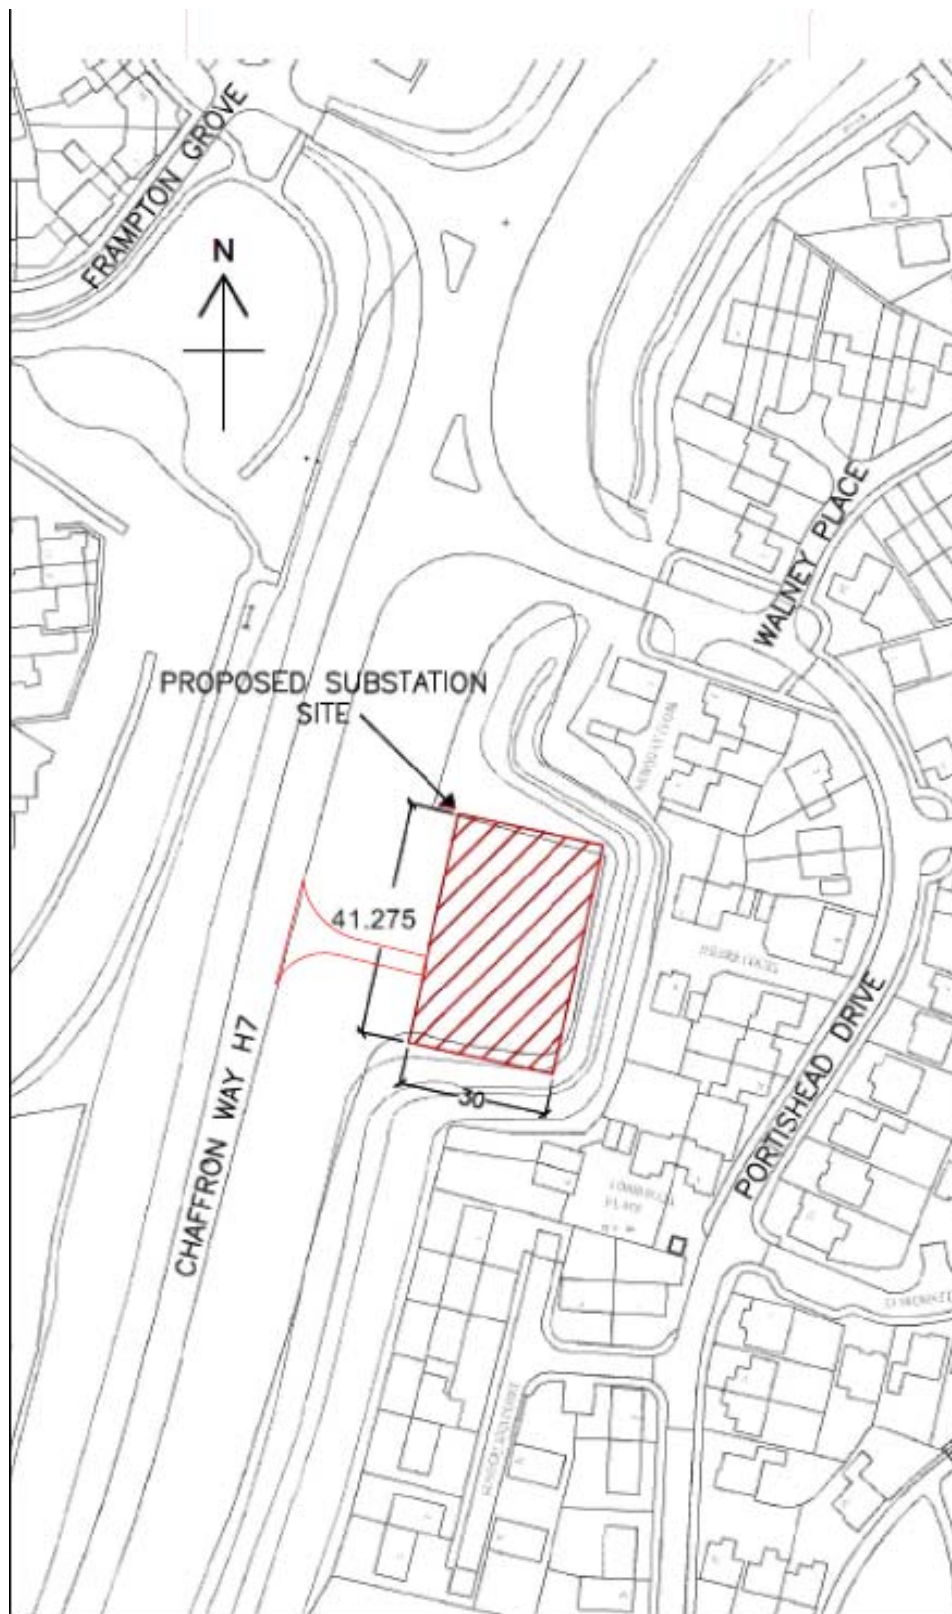 FRAMPTON GROVE
N
WALNEY PLACE
PROPOSED SUBSTATION
SITE
41.275
CHAFFRON WAY H7
30
PORTISHEAD DRIVE